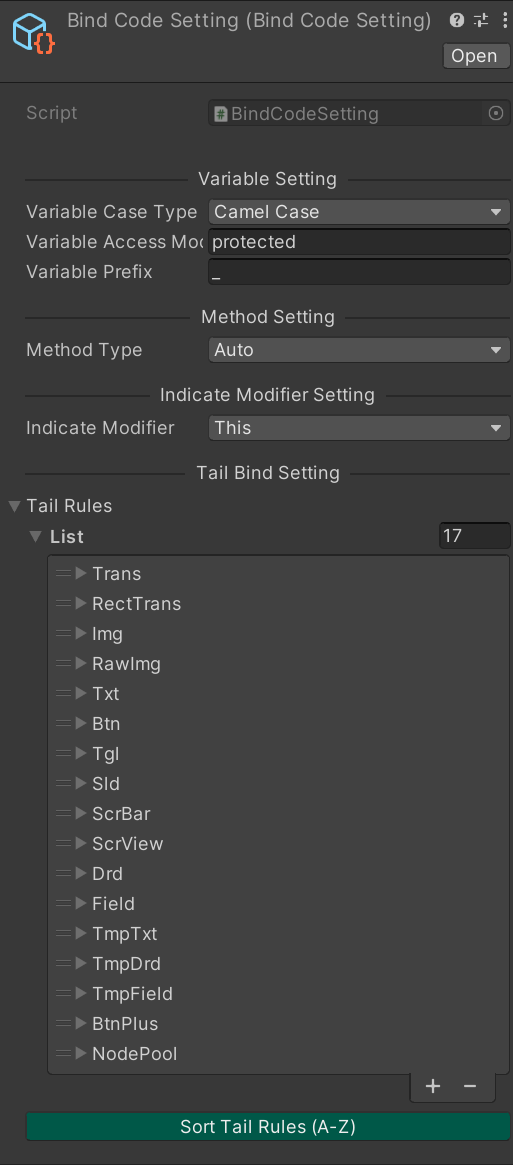 Bind Code Setting (Bind Code Setting)
Open
Script
BindCodeSetting
Variable Setting
Variable Case Type Camel Case
Variable Access Moc protected
Variable Prefix _
Method Setting
Method Type Auto
Indicate Modifier Setting
Indicate Modifier This
Tail Bind Setting
Tail Rules
List 17
Trans
RectTrans
Img
RawImg
Txt
Btn
Tgl
Sld
ScrBar
ScrView
Drd
Field
TmpTxt
TmpDrd
TmpField
BtnPlus
NodePool
+ −
Sort Tail Rules (A-Z)